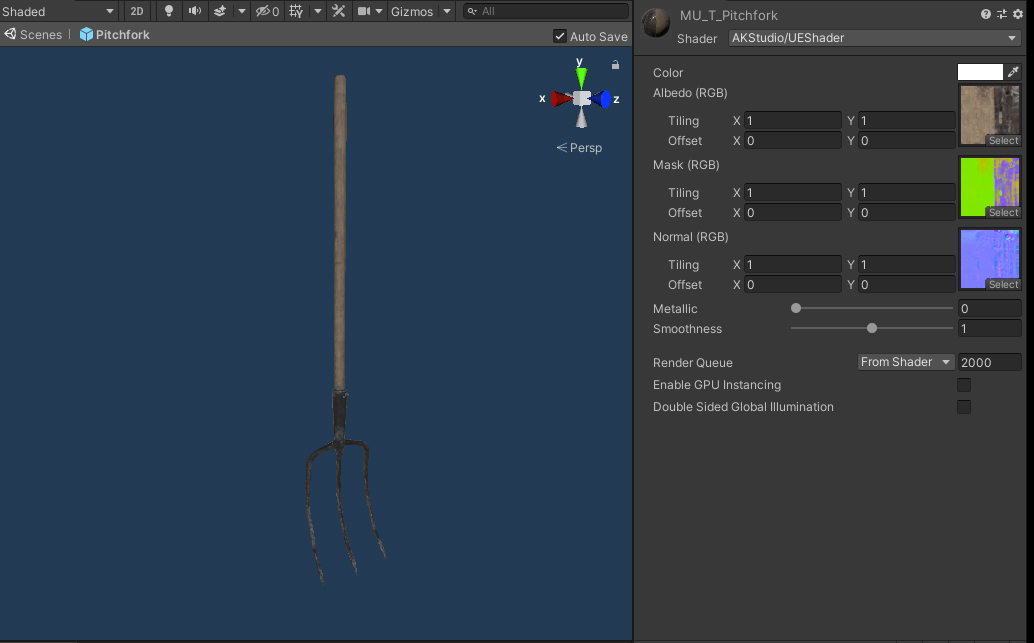 Shaded 2D 0 Gizmos All
Scenes | Pitchfork Auto Save
y
x z
< Persp
MU_T_Pitchfork
Shader AKStudio/UEShader
Color
Albedo (RGB)
Tiling X 1 Y 1
Offset X 0 Y 0
Select
Mask (RGB)
Tiling X 1 Y 1
Offset X 0 Y 0
Select
Normal (RGB)
Tiling X 1 Y 1
Offset X 0 Y 0
Select
Metallic 0
Smoothness 1
Render Queue From Shader 2000
Enable GPU Instancing
Double Sided Global Illumination